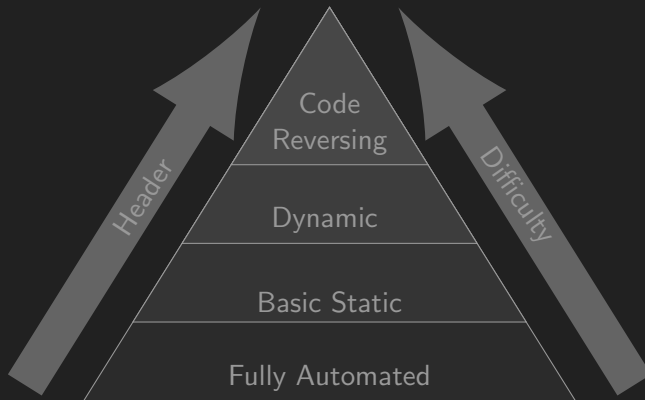 Code
Reversing
Header
Difficulty
Dynamic
Basic Static
Fully Automated